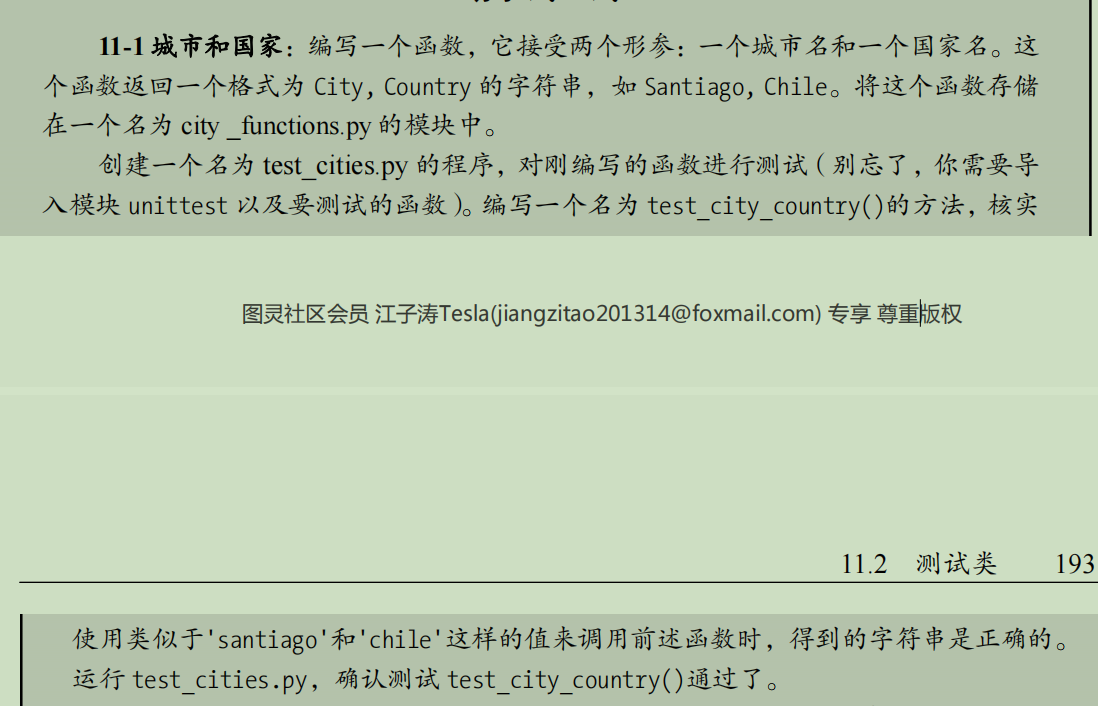 11-1 城市和国家：编写一个函数，它接受两个形参：一个城市名和一个国家名。这
个函数返回一个格式为 City, Country 的字符串，如 Santiago, Chile。将这个函数存储
在一个名为 city _functions.py 的模块中。
创建一个名为 test_cities.py 的程序，对刚编写的函数进行测试（别忘了，你需要导
入模块 unittest 以及要测试的函数）。编写一个名为 test_city_country()的方法，核实
图灵社区会员 江子涛Tesla(jiangzitao201314@foxmail.com) 专享 尊重版权
11.2 测试类 193
使用类似于'santiago'和'chile'这样的值来调用前述函数时，得到的字符串是正确的。
运行 test_cities.py，确认测试 test_city_country()通过了。